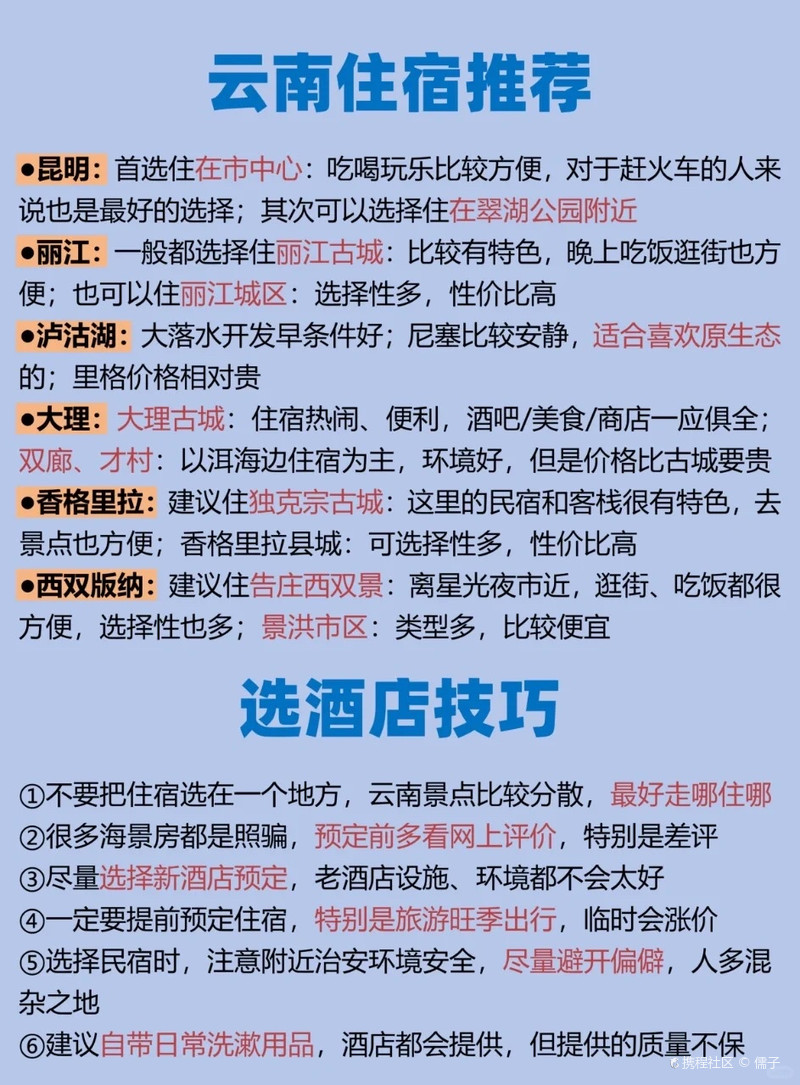 云南住宿推荐
●昆明：首选住在市中心：吃喝玩乐比较方便，对于赶火车的人来
说也是最好的选择；其次可以选择住在翠湖公园附近
●丽江：一般都选择住丽江古城：比较有特色，晚上吃饭逛街也方
便；也可以住丽江城区：选择性多，性价比高
●泸沽湖：大落水开发早条件好；尼塞比较安静，适合喜欢原生态
的；里格价格相对贵
●大理：大理古城：住宿热闹、便利，酒吧/美食/商店一应俱全；
双廊、才村：以洱海边住宿为主，环境好，但是价格比古城要贵
●香格里拉：建议住独克宗古城：这里的民宿和客栈很有特色，去
景点也方便；香格里拉县城：可选择性多，性价比高
●西双版纳：建议住告庄西双景：离星光夜市近，逛街、吃饭都很
方便，选择性也多；景洪市区：类型多，比较便宜
选酒店技巧
①不要把住宿选在一个地方，云南景点比较分散，最好走哪住哪
②很多海景房都是照骗，预定前多看网上评价，特别是差评
③尽量选择新酒店预定，老酒店设施、环境都不会太好
④一定要提前预定住宿，特别是旅游旺季出行，临时会涨价
⑤选择民宿时，注意附近治安环境安全，尽量避开偏僻，人多混
杂之地
⑥建议自带日常洗漱用品，酒店都会提供，但提供的质量不保
携程社区 © 儒子